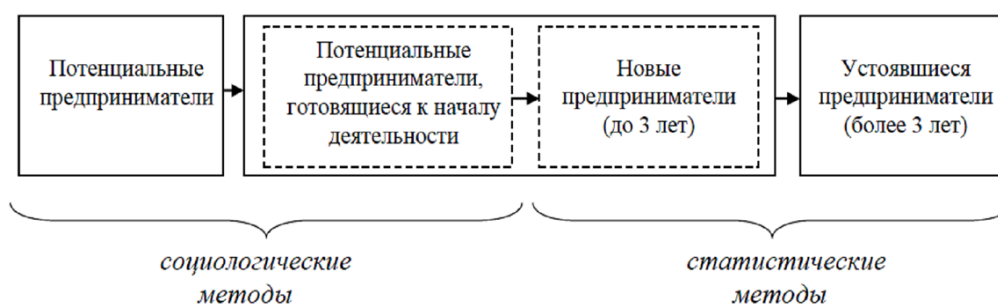 Потенциальные
предприниматели
Потенциальные
предприниматели,
готовящиеся к началу
деятельности
Новые
предприниматели
(до 3 лет)
Устоявшиеся
предприниматели
(более 3 лет)
социологические
методы
статистические
методы